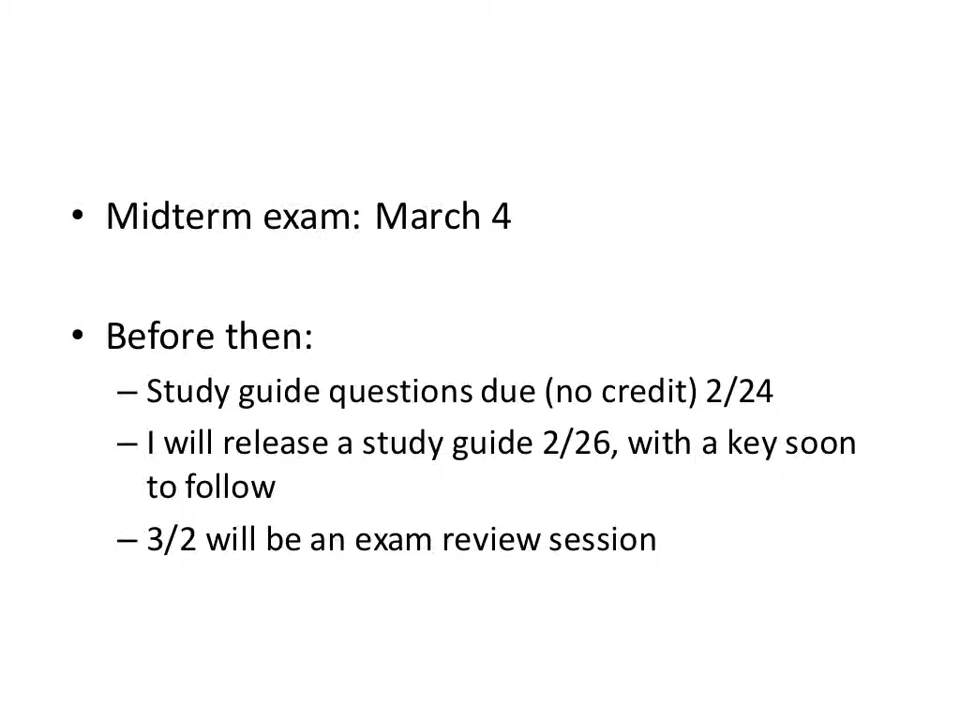 • Midterm exam: March 4
• Before then:
– Study guide questions due (no credit) 2/24
– I will release a study guide 2/26, with a key soon
to follow
– 3/2 will be an exam review session